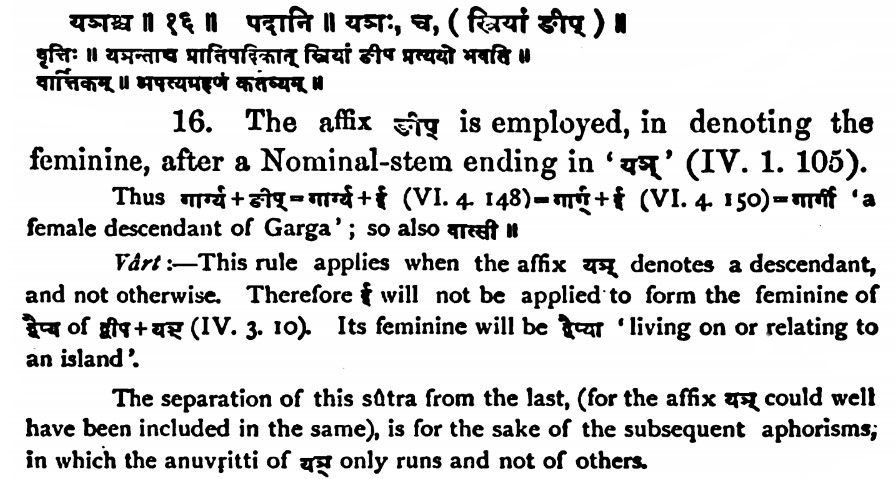 यञश्च ॥ १६ ॥ पदानि ॥ यञः, च, ( स्त्रियां ङीप् ) ॥
वृत्तिः ॥ यञन्ताच्च प्रातिपदिकात् स्त्रियां ङीप प्रत्ययो भवति ॥
वार्त्तिकम् ॥ अपत्यग्रहणं कर्तव्यम् ॥
16. The affix ङीप् is employed, in denoting the
feminine, after a Nominal-stem ending in ‘यञ्’ (IV. 1. 105).
Thus गार्ग्य+ङीप्=गार्ग्य+ई (VI. 4. 148)=गार्ग्+ई (VI. 4. 150)=गार्गी ‘a
female descendant of Garga’; so also वात्सी ॥
Vârt:—This rule applies when the affix यञ् denotes a descendant,
and not otherwise. Therefore ई will not be applied to form the feminine of
द्वैप्य of द्वीप+यञ् (IV. 3. 10). Its feminine will be द्वैप्या ‘living on or relating to
an island’.
The separation of this sûtra from the last, (for the affix यञ् could well
have been included in the same), is for the sake of the subsequent aphorisms,
in which the anuvṛitti of यञ् only runs and not of others.